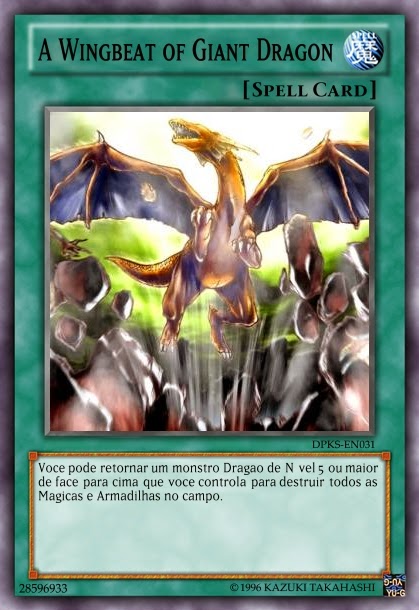 A WINGBEAT OF GIANT DRAGON 魔
[SPELL CARD]
DPKS-EN031
Voce pode retornar um monstro Dragao de N vel 5 ou maior
de face para cima que voce controla para destruir todos as
Magicas e Armadilhas no campo.
28596933
©1996 KAZUKI TAKAHASHI
YU-G